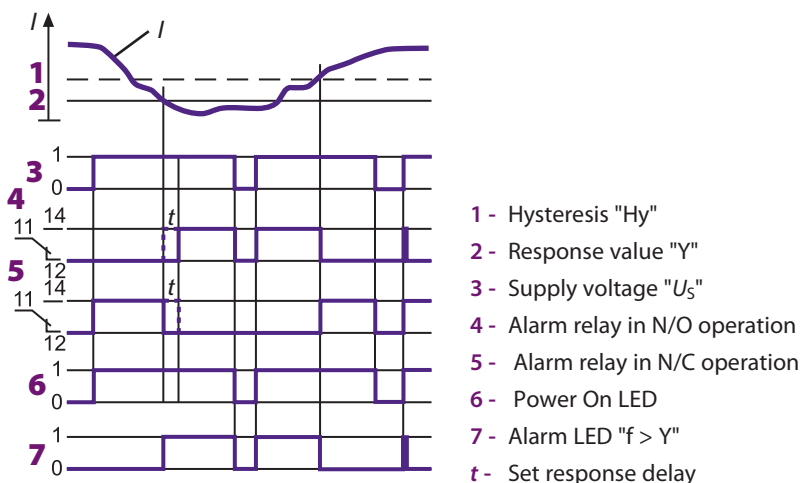 I
I
1
2
3
1
0
4
11
14
12
t
5
11
14
12
t
6
1
0
7
1
0
1 - Hysteresis "Hy"
2 - Response value "Y"
3 - Supply voltage "US"
4 - Alarm relay in N/O operation
5 - Alarm relay in N/C operation
6 - Power On LED
7 - Alarm LED "f > Y"
t - Set response delay